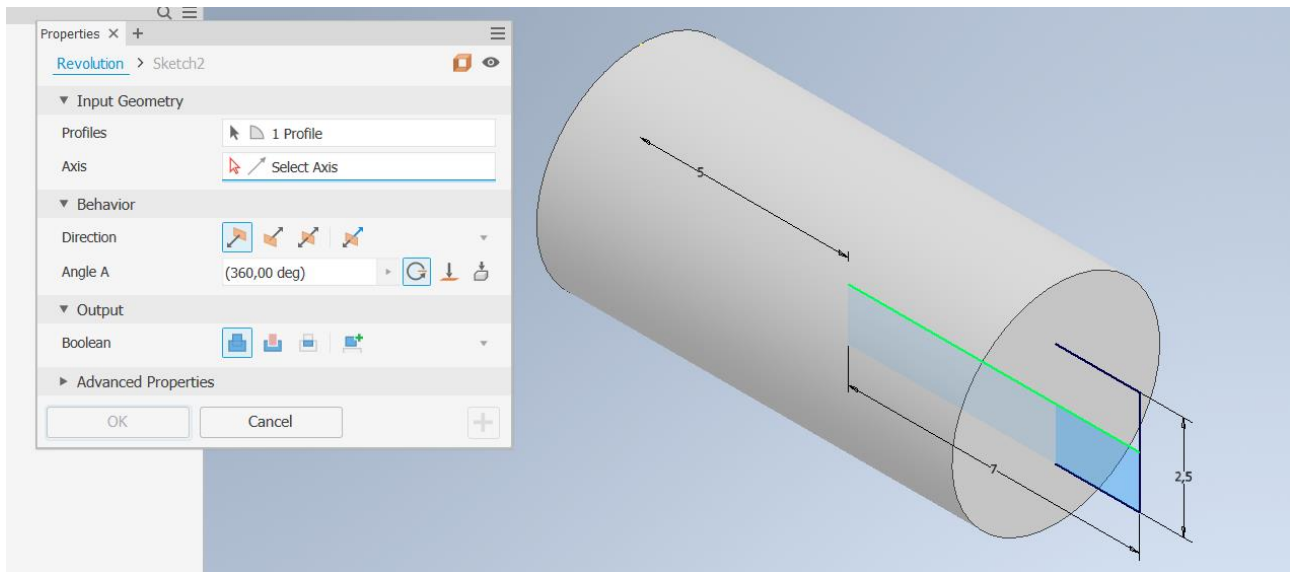 Properties × +
Revolution > Sketch2
Input Geometry
Profiles 1 Profile
Axis Select Axis
Behavior
Direction
Angle A (360,00 deg)
Output
Boolean
Advanced Properties
OK Cancel +
5
7
2,5